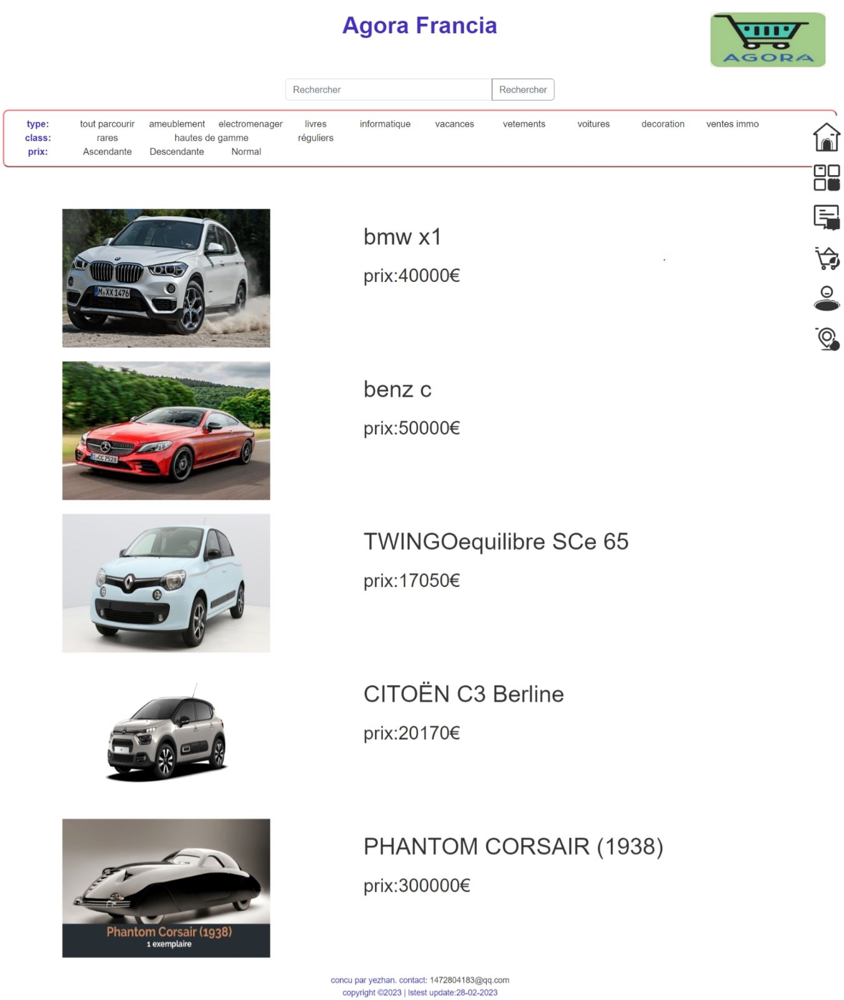 Agora Francia
AGORA
Rechercher Rechercher
type: tout parcourir ameublement electromenager livres informatique vacances vetements voitures decoration ventes immo
class: rares hautes de gamme réguliers
prix: Ascendante Descendante Normal
M XX 1476
bmw x1
prix:40000€
S CC 7528
benz c
prix:50000€
TWINGOequilibre SCe 65
prix:17050€
CITOËN C3 Berline
prix:20170€
PHANTOM CORSAIR (1938)
prix:300000€
Phantom Corsair (1938)
1 exemplaire
concu par yezhan. contact: 1472804183@qq.com
copyright ©2023 | lstest update:28-02-2023